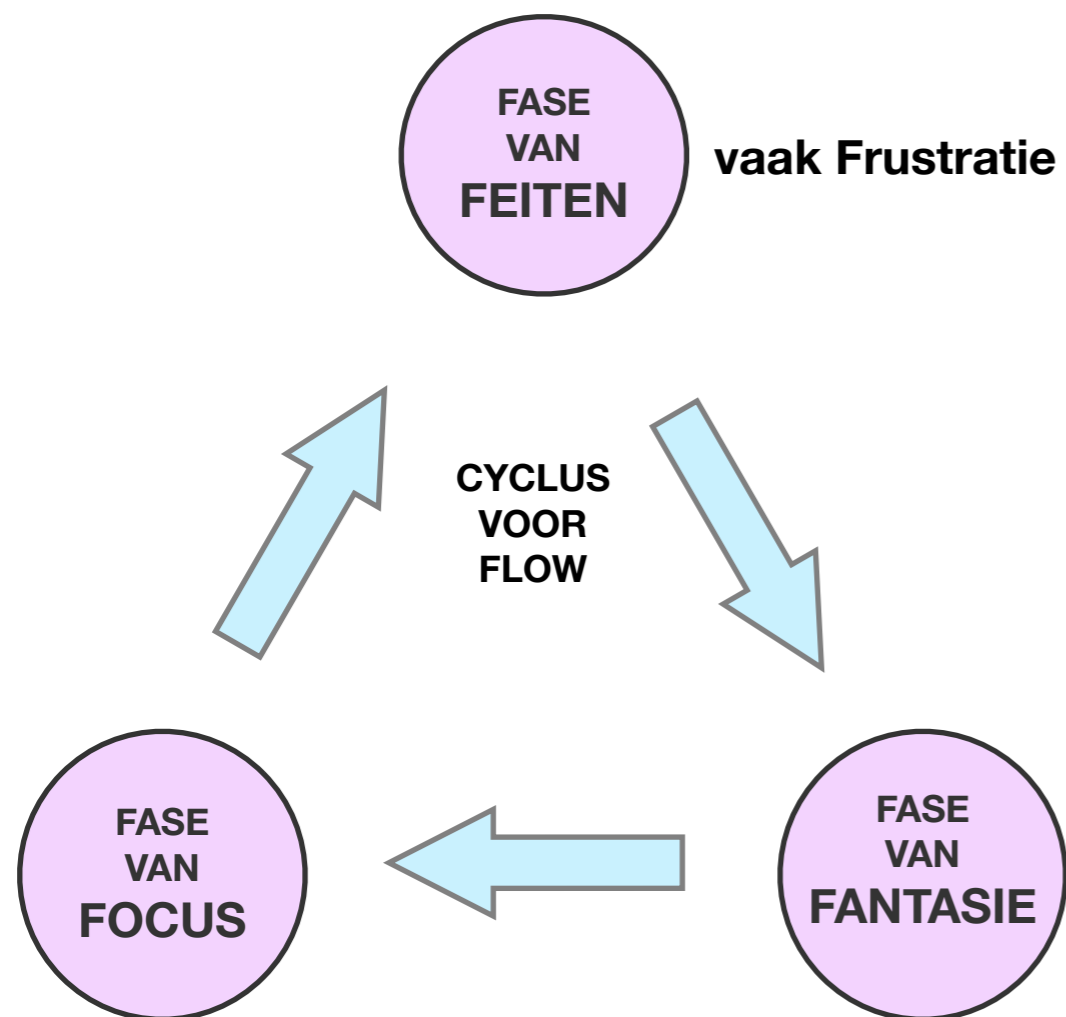 FASE
VAN
FEITEN
vaak Frustratie
CYCLUS
VOOR
FLOW
FASE
VAN
FOCUS
FASE
VAN
FANTASIE